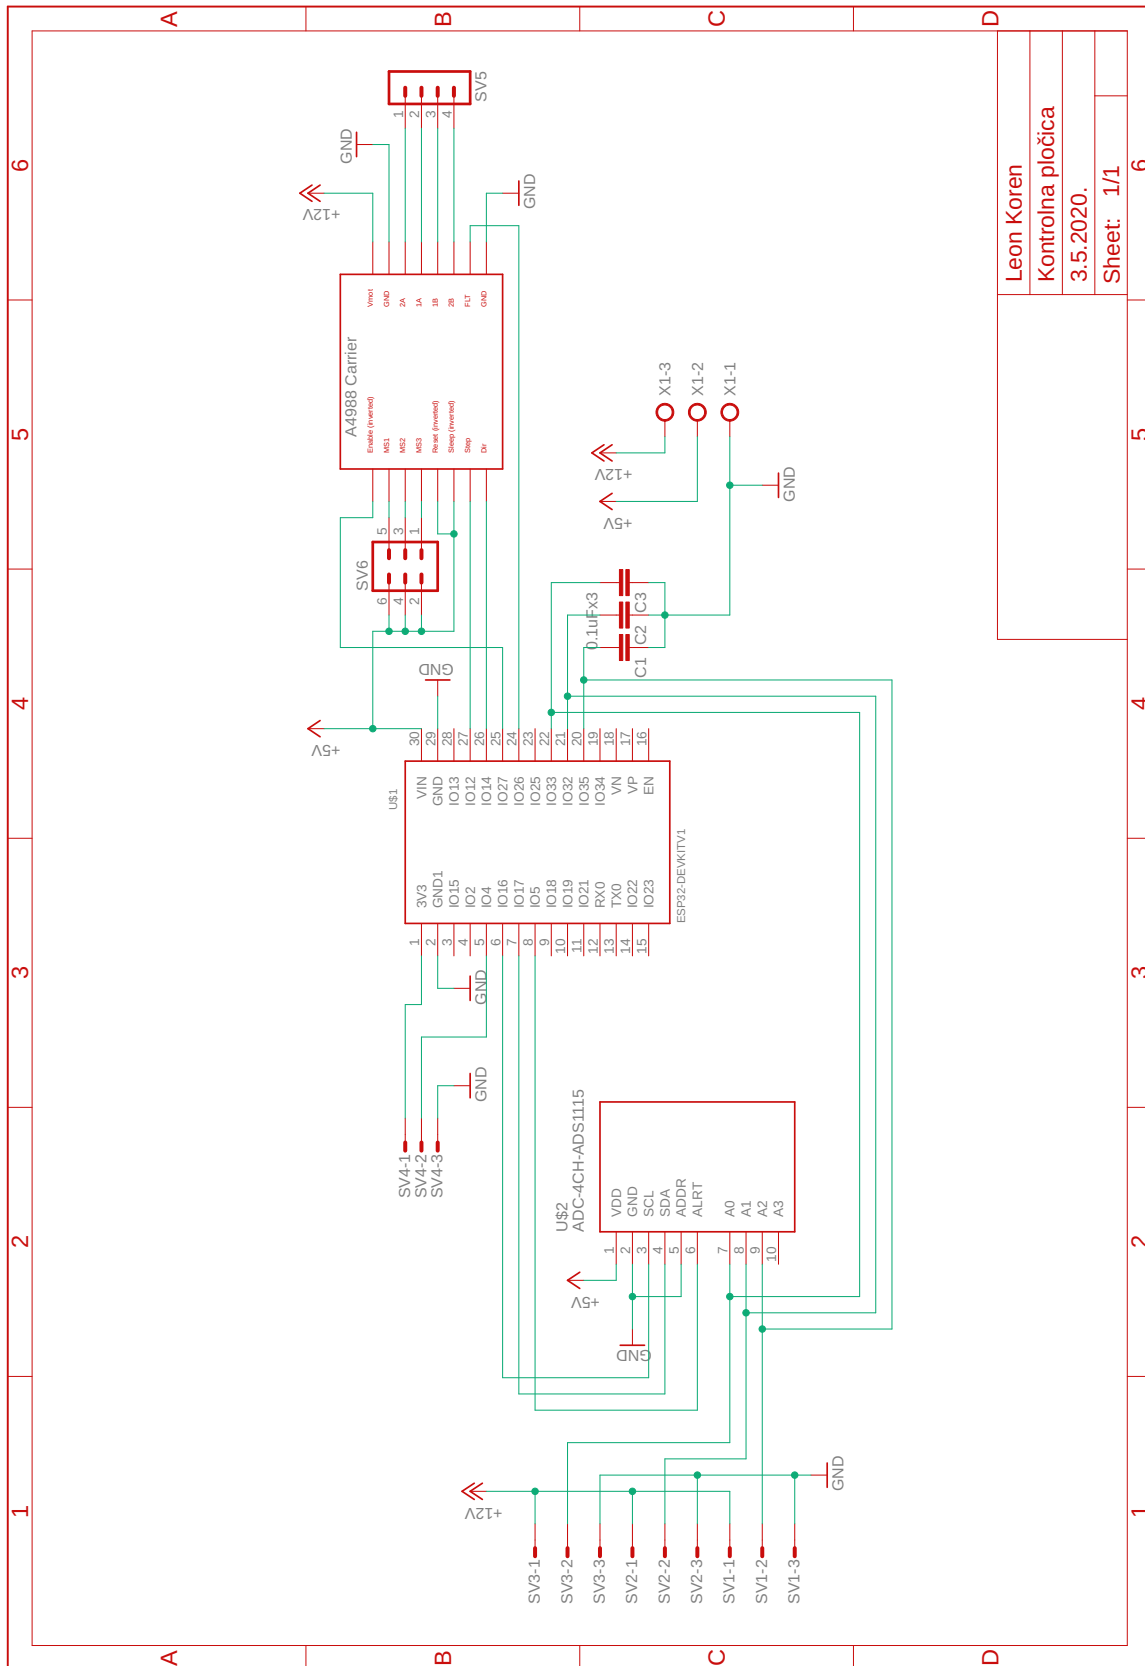 A
B
C
D
6
5
4
3
2
1
6
5
4
3
2
1
A
B
C
D
Leon Koren
Kontrolna pločica
3.5.2020.
Sheet: 1/1
SV5
1
2
3
4
GND
+12V
GND
A4988 Carrier
Vmot
GND
2A
1A
1B
2B
FLT
GND
Enable (inverted)
MS1
MS2
MS3
Reset (inverted)
Sleep (inverted)
Step
Dir
SV6
5
3
1
6
4
2
X1-3
X1-2
X1-1
+12V
+5V
GND
0.1uFx3
C1
C2
C3
GND
+5V
U$1
ESP32-DEVKITV1
30
29
28
27
26
25
24
23
22
21
20
19
18
17
16
VIN
GND
IO13
IO12
IO14
IO27
IO26
IO25
IO33
IO32
IO35
IO34
VN
VP
EN
3V3
GND1
IO15
IO2
IO4
IO16
IO17
IO5
IO18
IO19
IO21
RX0
TX0
IO22
IO23
1
2
3
4
5
6
7
8
9
10
11
12
13
14
15
GND
GND
SV4-1
SV4-2
SV4-3
U$2
ADC-4CH-ADS1115
VDD
GND
SCL
SDA
ADDR
ALRT
A0
A1
A2
A3
1
2
3
4
5
6
7
8
9
10
+5V
GND
+12V
GND
SV3-1
SV3-2
SV3-3
SV2-1
SV2-2
SV2-3
SV1-1
SV1-2
SV1-3